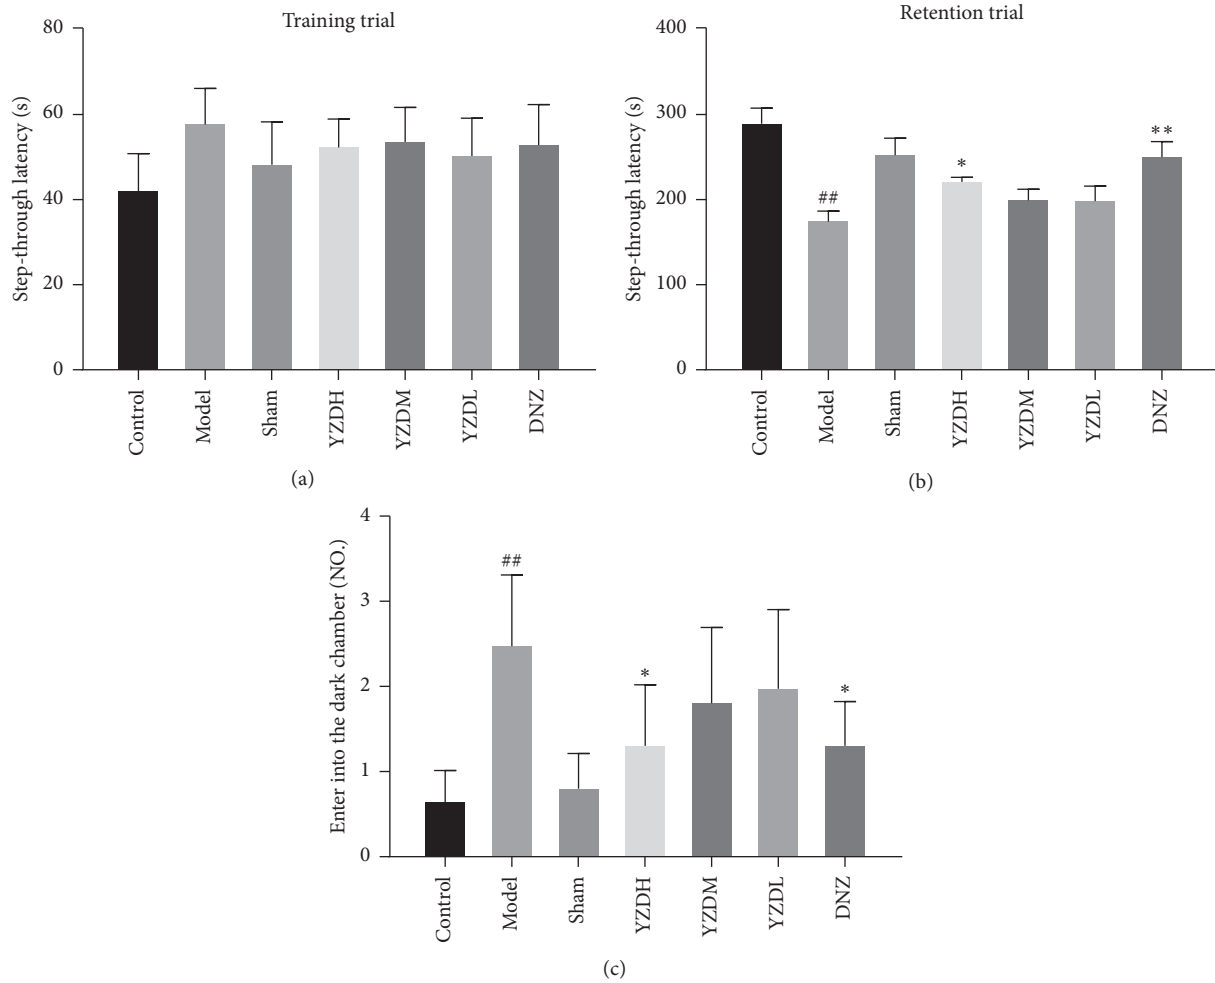 Training trial
Step-through latency (s)
80
60
40
20
0
Control
Model
Sham
YZDH
YZDM
YZDL
DNZ
(a)
Retention trial
Step-through latency (s)
400
300
200
100
0
##
*
**
Control
Model
Sham
YZDH
YZDM
YZDL
DNZ
(b)
Enter into the dark chamber (NO.)
4
3
2
1
0
##
*
*
Control
Model
Sham
YZDH
YZDM
YZDL
DNZ
(c)